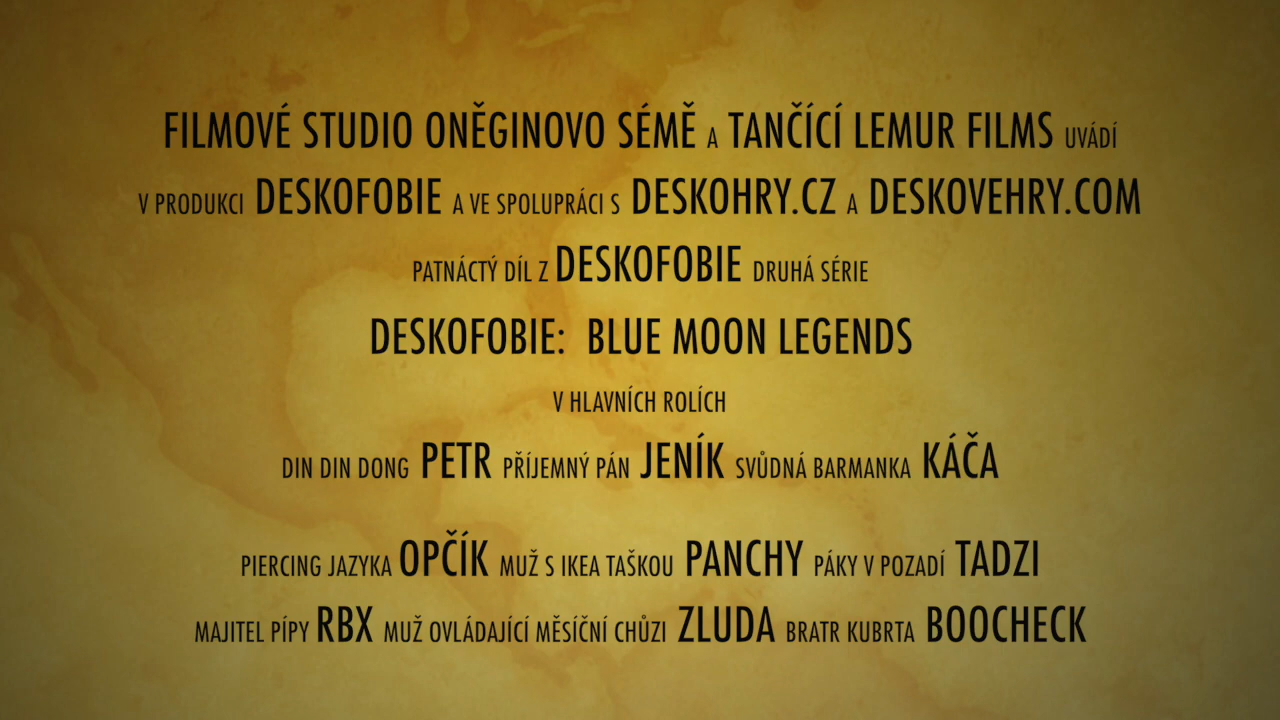 FILMOVÉ STUDIO ONĚGINOVO SÉMĚ A TANČÍCÍ LEMUR FILMS UVÁDÍ
V PRODUKCI DESKOFOBIE A VE SPOLUPRÁCI S DESKOHRY.CZ A DESKOVEHRY.COM
PATNÁCTÝ DÍL Z DESKOFOBIE DRUHÁ SÉRIE
DESKOFOBIE: BLUE MOON LEGENDS
V HLAVNÍCH ROLÍCH
DIN DIN DONG PETR PŘÍJEMNÝ PÁN JENÍK SVŮDNÁ BARMANKA KÁČA
PIERCING JAZYKA OPČÍK MUŽ S IKEA TAŠKOU PANCHY PÁKY V POZADÍ TADZI
MAJITEL PÍPY RBX MUŽ OVLÁDAJÍCÍ MĚSÍČNÍ CHŮZI ZLUDA BRATR KUBRTA BOOCHECK